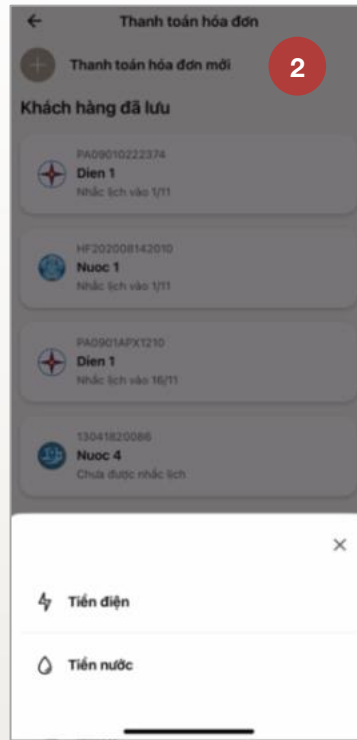 Thanh toán hóa đơn
Thanh toán hóa đơn mới
2
Khách hàng đã lưu
PA09010222374
Dien 1
Nhắc lịch vào 1/11
HF202008142010
Nuoc 1
Nhắc lịch vào 1/11
PA0901APX1210
Dien 1
Nhắc lịch vào 16/11
13041820086
Nuoc 4
Chưa được nhắc lịch
Tiền điện
Tiền nước